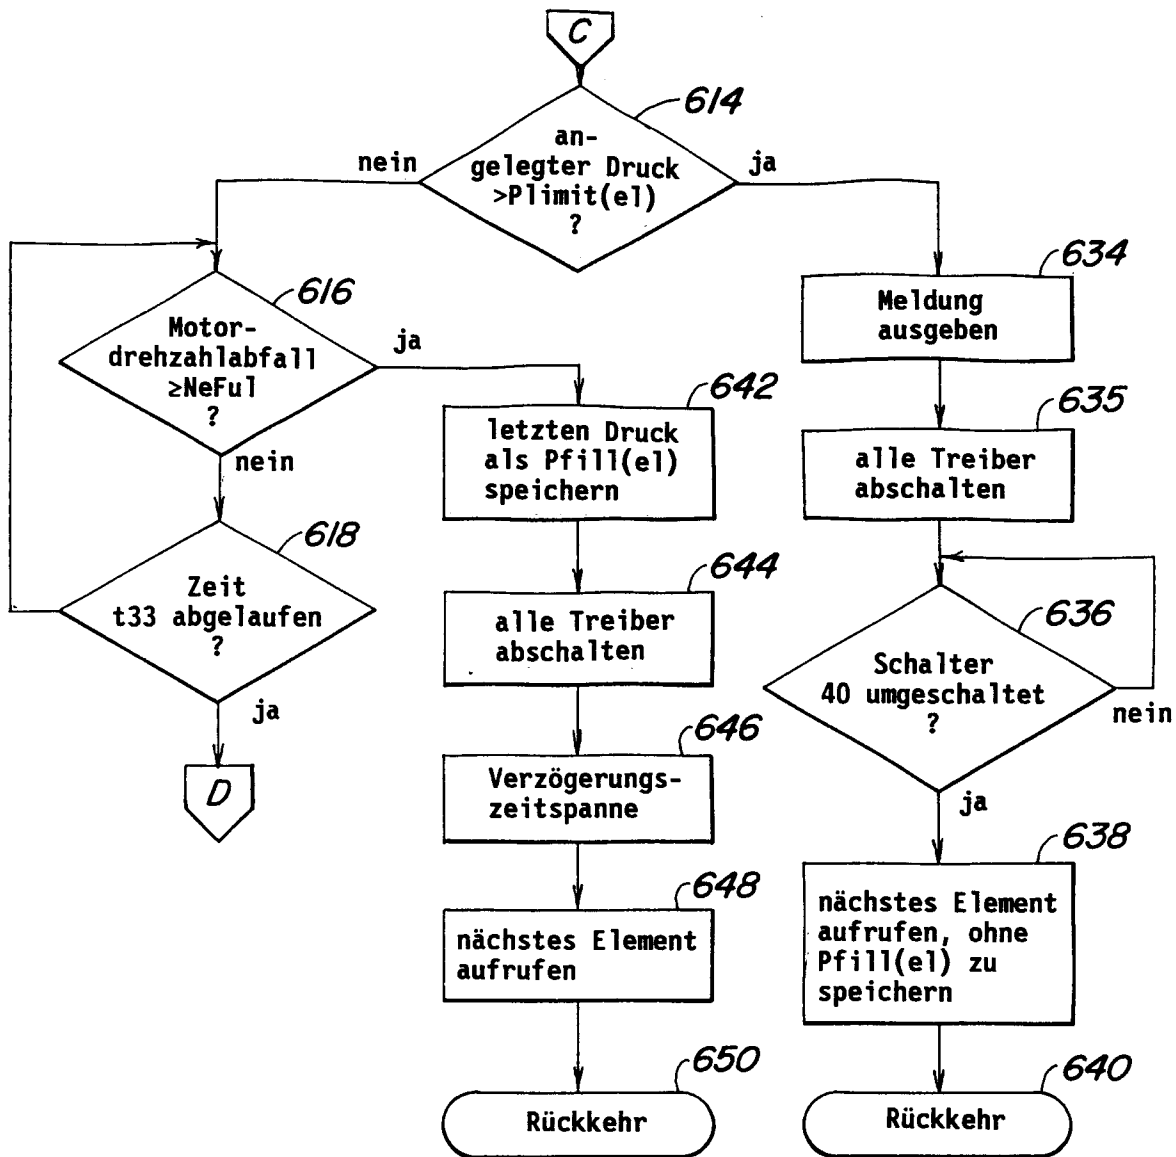 C
614
an-
gelegter Druck
>Plimit(el)
?
nein
ja
616
Motor-
drehzahlabfall
≥NeFul
?
ja
nein
618
Zeit
t33 abgelaufen
?
ja
D
642
letzten Druck
als Pfill(el)
speichern
644
alle Treiber
abschalten
646
Verzögerungs-
zeitspanne
648
nächstes Element
aufrufen
650
Rückkehr
634
Meldung
ausgeben
635
alle Treiber
abschalten
636
Schalter
40 umgeschaltet
?
nein
ja
638
nächstes Element
aufrufen, ohne
Pfill(el) zu
speichern
640
Rückkehr